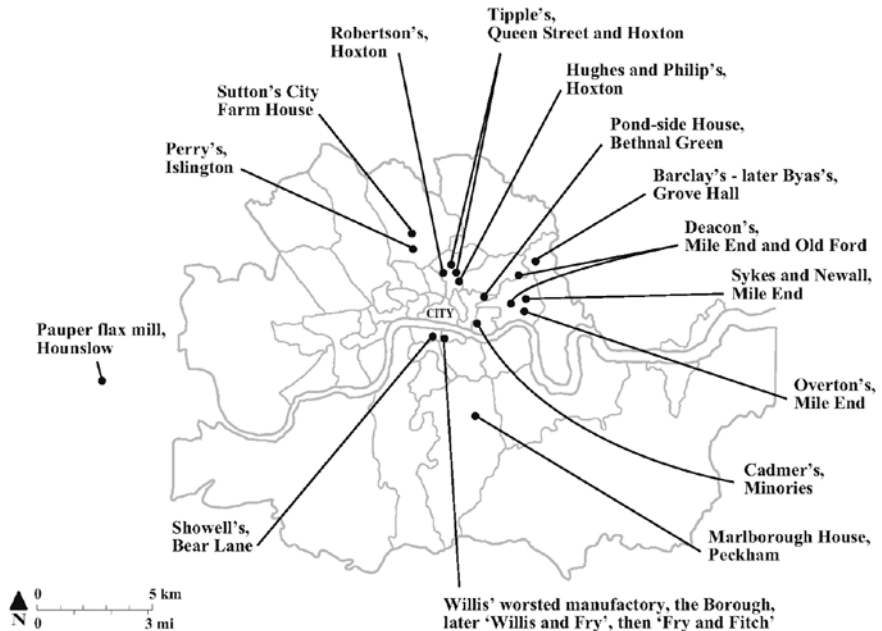 Tipple's,
Queen Street and Hoxton
Robertson's,
Hoxton
Hughes and Philip's,
Hoxton
Sutton's City
Farm House
Pond-side House,
Bethnal Green
Perry's,
Islington
Barclay's - later Byas's,
Grove Hall
Deacon's,
Mile End and Old Ford
Sykes and Newall,
Mile End
CITY
Pauper flax mill,
Hounslow
Overton's,
Mile End
Cadmer's,
Minories
Showell's,
Bear Lane
Marlborough House,
Peckham
Willis' worsted manufactory, the Borough,
later 'Willis and Fry', then 'Fry and Fitch'
0 5 km
N 0 3 mi